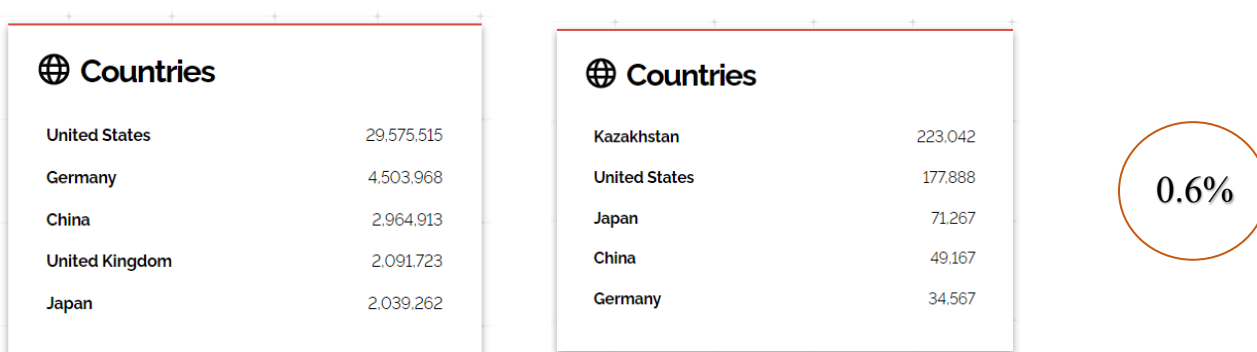 Countries
United States 29,575,515
Germany 4,503,968
China 2,964,913
United Kingdom 2,091,723
Japan 2,039,262
Countries
Kazakhstan 223,042
United States 177,888
Japan 71,267
China 49,167
Germany 34,567
0.6%